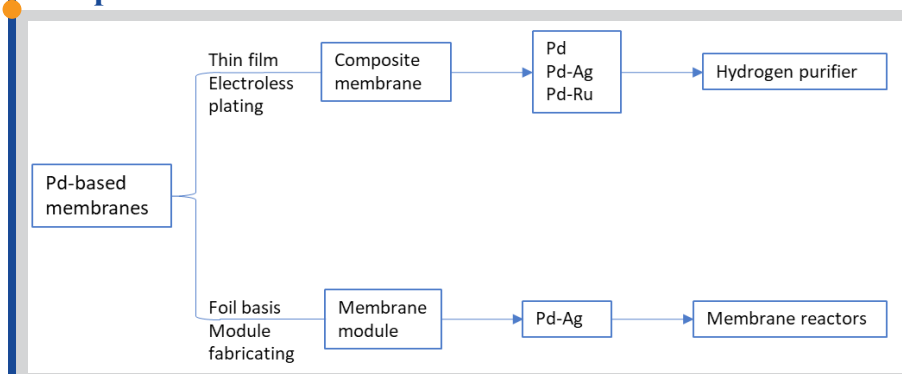 Pd-based
membranes
Thin film
Electroless
plating
Composite
membrane
Pd
Pd-Ag
Pd-Ru
Hydrogen purifier
Foil basis
Module
fabricating
Membrane
module
Pd-Ag
Membrane reactors